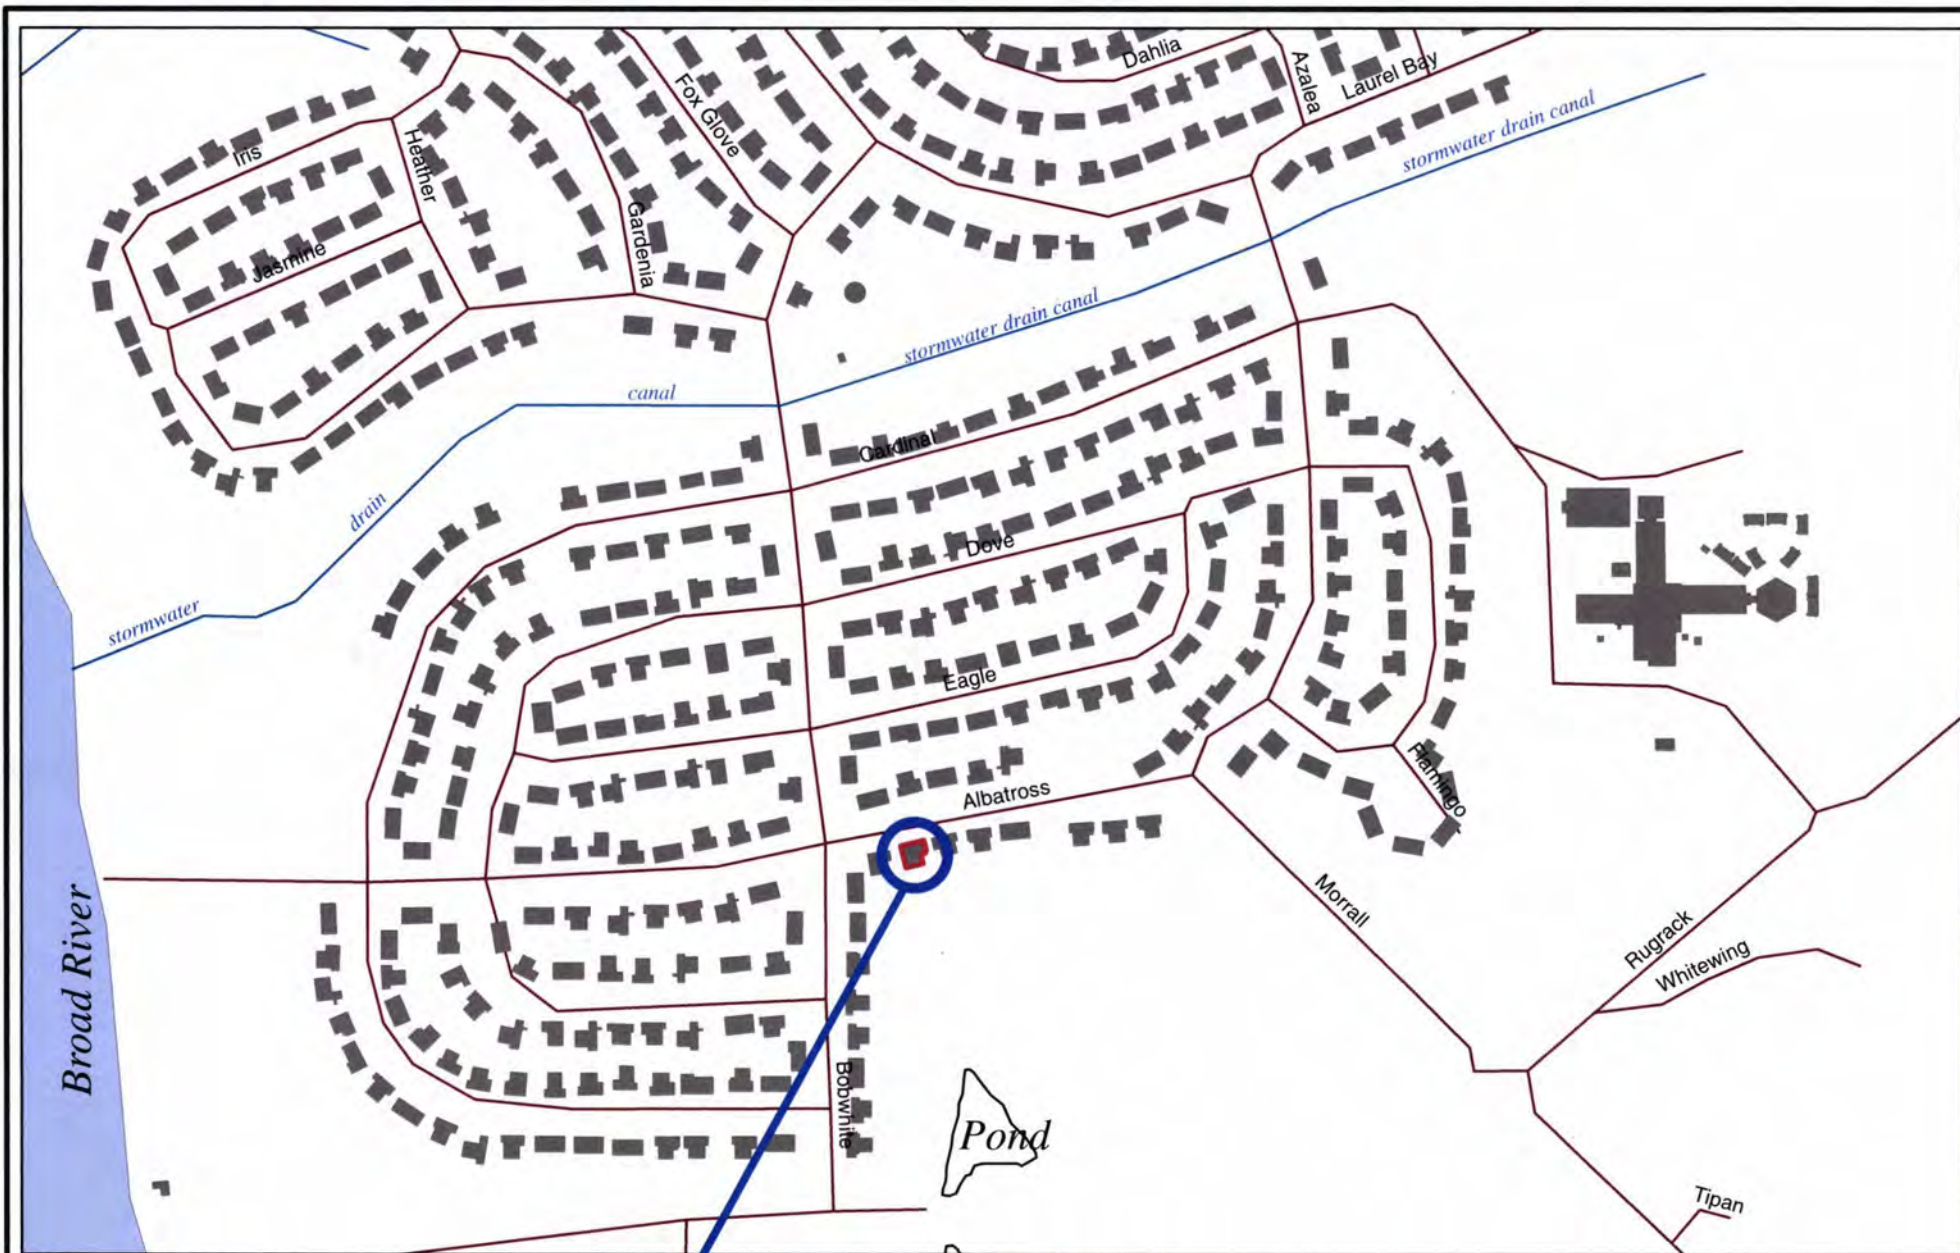 Dahlia
Azalea
Laurel Bay
Fox Glove
stormwater drain canal
Iris
Heather
Gardenia
Jasmine
stormwater drain canal
canal
Cardinal
drain
Dove
stormwater
Eagle
Flamingo
Albatross
Morrall
Broad River
Rugrack
Whitewing
Bobwhite
Pond
Tipan